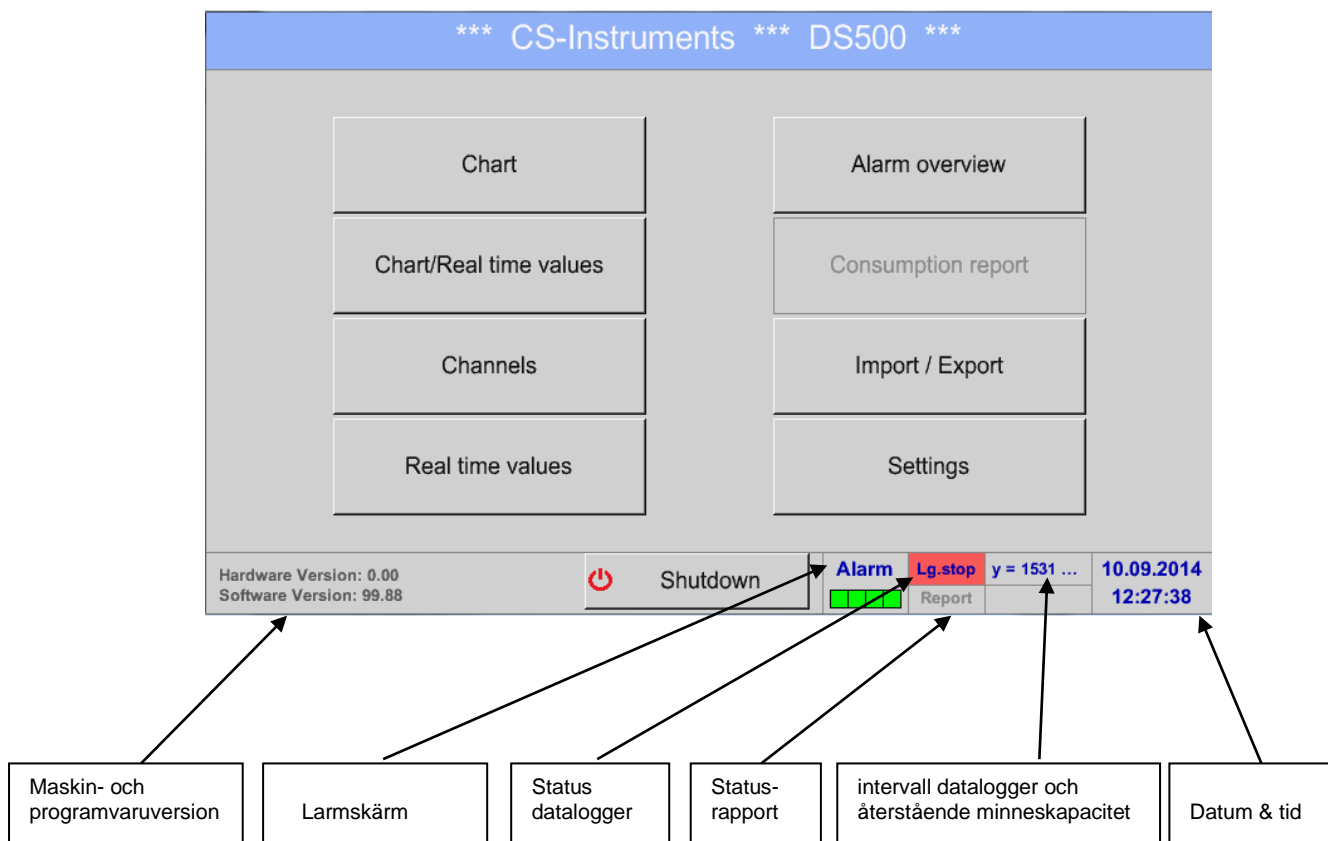 *** CS-Instruments *** DS500 ***
Chart
Alarm overview
Chart/Real time values
Consumption report
Channels
Import / Export
Real time values
Settings
Hardware Version: 0.00
Software Version: 99.88
Shutdown
Alarm
Lg.stop
y = 1531 ...
10.09.2014
Report
12:27:38
Maskin- och
programvaruversion
Larmskärm
Status
datalogger
Status-
rapport
intervall datalogger och
återstående minneskapacitet
Datum & tid